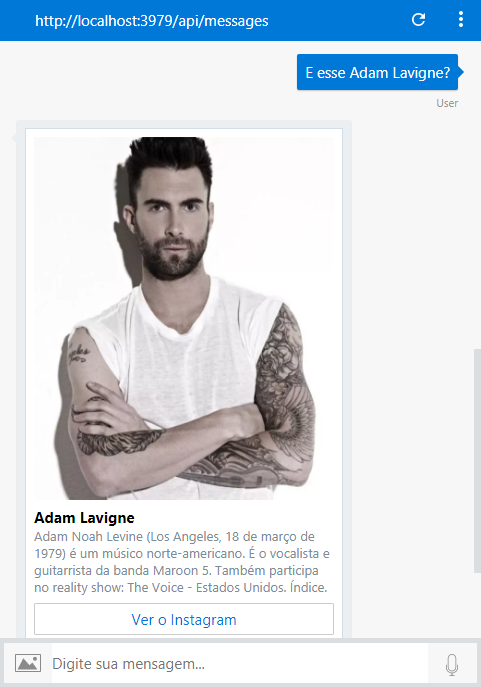 http://localhost:3979/api/messages
E esse Adam Lavigne?
User
Adam Lavigne
Adam Noah Levine (Los Angeles, 18 de março de
1979) é um músico norte-americano. É o vocalista e
guitarrista da banda Maroon 5. Também participa
no reality show: The Voice - Estados Unidos. Índice.
Ver o Instagram
Digite sua mensagem...